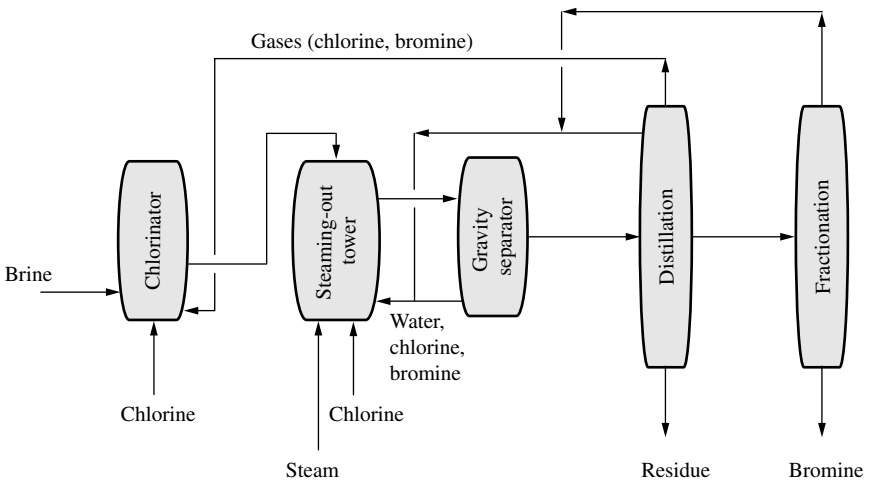 Gases (chlorine, bromine)
Brine
Chlorinator
Steaming-out
tower
Gravity
separator
Distillation
Fractionation
Water,
chlorine,
bromine
Chlorine
Chlorine
Steam
Residue
Bromine